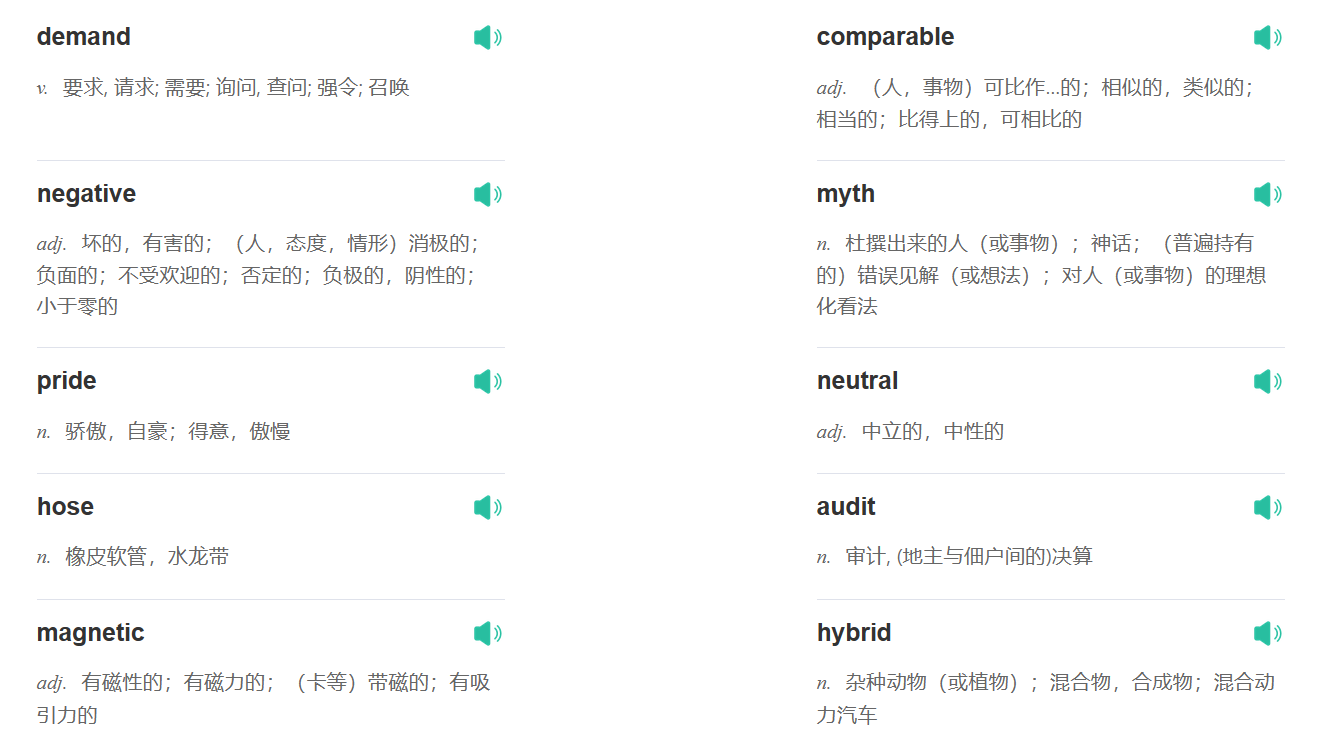 demand
v. 要求, 请求; 需要; 询问, 查问; 强令; 召唤
comparable
adj. （人，事物）可比作...的；相似的，类似的；
相当的；比得上的，可相比的
negative
adj. 坏的，有害的；（人，态度，情形）消极的；
负面的；不受欢迎的；否定的；负极的，阴性的；
小于零的
myth
n. 杜撰出来的人（或事物）；神话；（普遍持有
的）错误见解（或想法）；对人（或事物）的理想
化看法
pride
n. 骄傲，自豪；得意，傲慢
neutral
adj. 中立的，中性的
hose
n. 橡皮软管，水龙带
audit
n. 审计, (地主与佃户间的)决算
magnetic
adj. 有磁性的；有磁力的；（卡等）带磁的；有吸
引力的
hybrid
n. 杂种动物（或植物）；混合物，合成物；混合动
力汽车